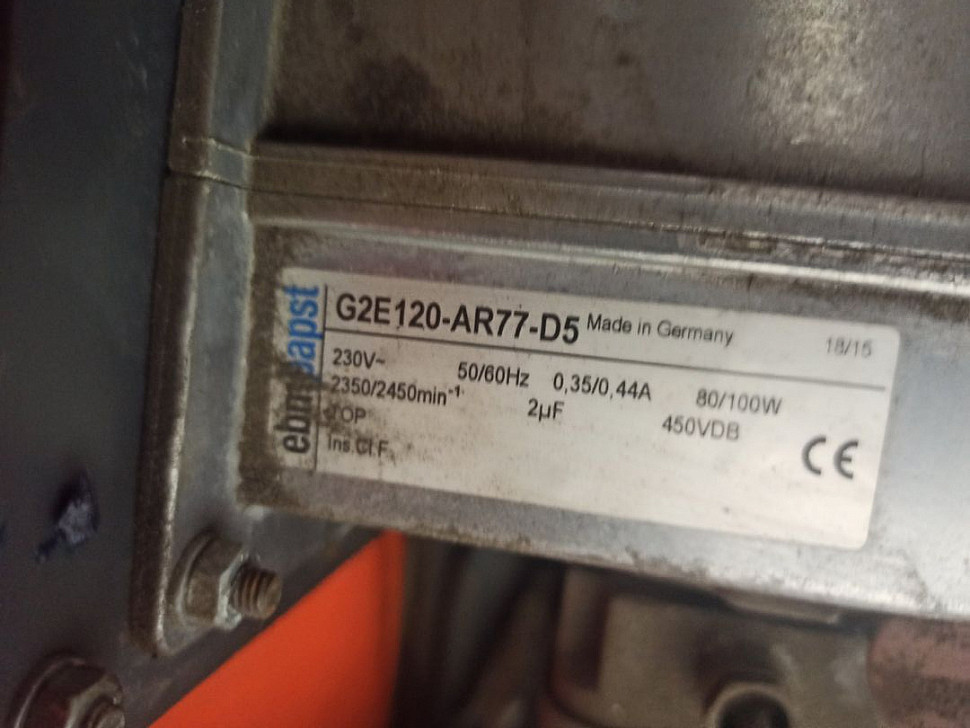 ebmpapst
G2E120-AR77-D5 Made in Germany 18/15
230V~ 50/60Hz 0,35/0,44A 80/100W
2350/2450min⁻¹ 2µF 450VDB
TOP
Ins.Cl.F
CE